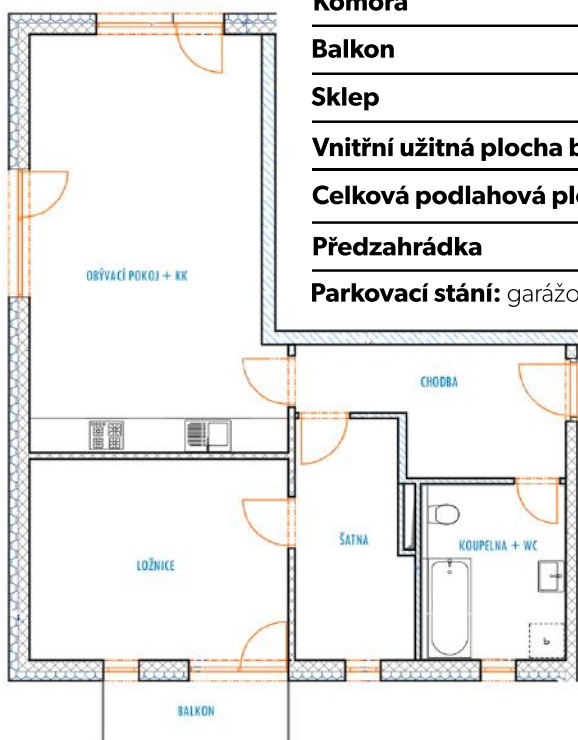 Komora
Balkon
Sklep
Vnitřní užitná plocha b
Celková podlahová plo
Předzahrádka
Parkovací stání: garážo
OBÝVACÍ POKOJ + KK
CHODBA
ŠATNA
KOUPELNA + WC
LOŽNICE
BALKON